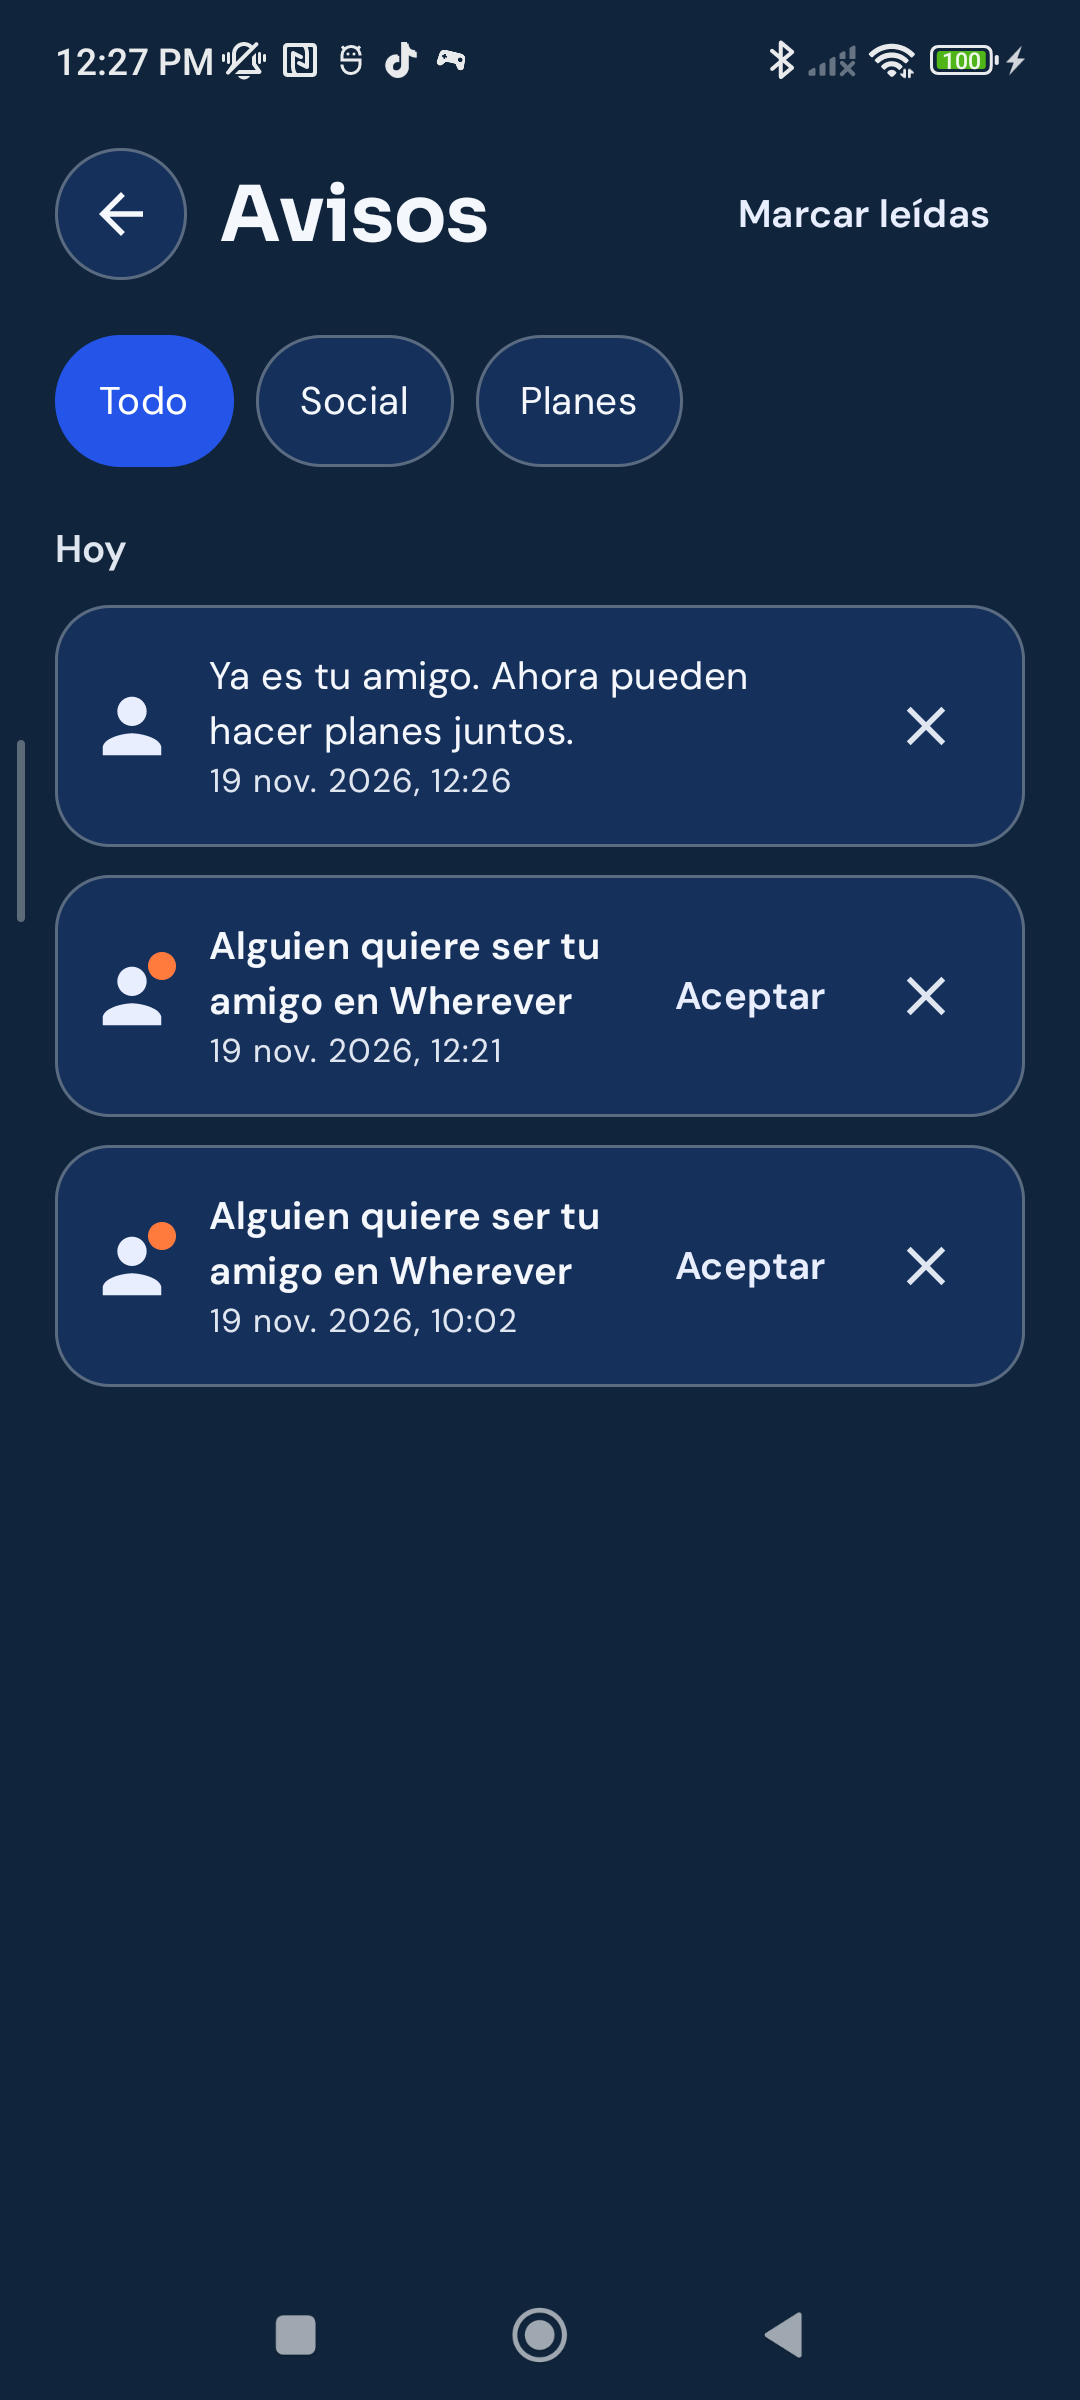 12:27 PM
100
Avisos
Marcar leídas
Todo
Social
Planes
Hoy
Ya es tu amigo. Ahora pueden
hacer planes juntos.
19 nov. 2026, 12:26
Alguien quiere ser tu
amigo en Wherever
19 nov. 2026, 12:21
Aceptar
Alguien quiere ser tu
amigo en Wherever
19 nov. 2026, 10:02
Aceptar